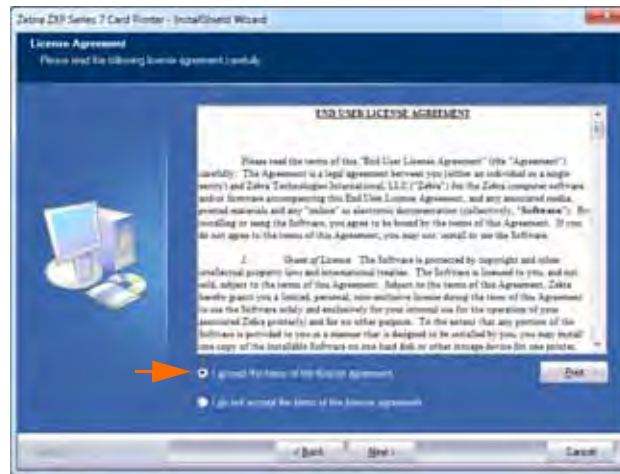 Zebra ZXP Series 7 Card Printer - InstallShield Wizard
License Agreement
Please read the following license agreement carefully.
END USER LICENSE AGREEMENT
Please read the terms of this "End User License Agreement" (the "Agreement")
carefully. The Agreement is a legal agreement between you (either an individual or a single
entity) and Zebra Technologies International, LLC ("Zebra") for the Zebra computer software
and/or firmware accompanying this End User License Agreement, and any associated media,
printed materials and any "online" or electronic documentation (collectively, "Software"). By
installing or using the Software, you agree to be bound by the terms of this Agreement. If you
do not agree to the terms of this Agreement, you may not install or use the Software.
1. Grant of License. The Software is protected by copyright and other
intellectual property laws and international treaties. The Software is licensed to you, and not
sold, subject to the terms of this Agreement. Subject to the terms of this Agreement, Zebra
hereby grants you a limited, personal, non-exclusive license during the term of this Agreement
to use the Software solely and exclusively for your internal use for the operation of your
associated Zebra printer(s) and for no other purpose. To the extent that any portion of the
Software is provided to you in a manner that is designed to be installed by you, you may install
one copy of the installable Software on one hard disk or other storage device for one printer,
I accept the terms of the license agreement
Print
I do not accept the terms of the license agreement
< Back
Next >
Cancel